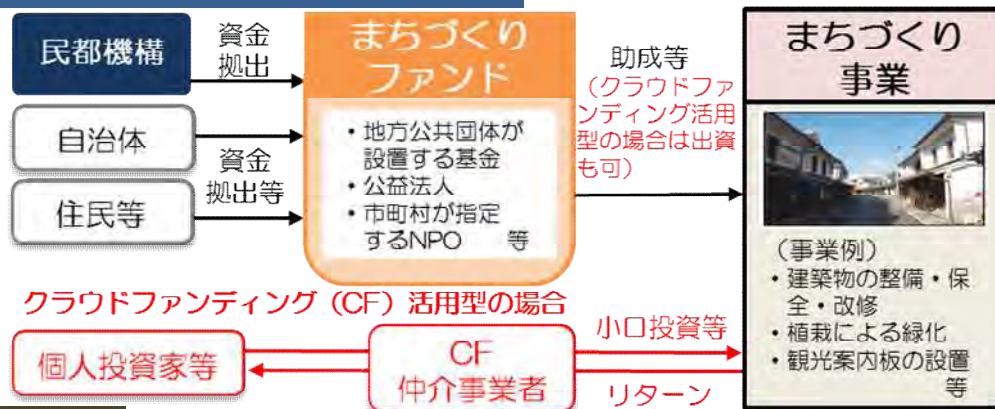 民都機構
資金
拠出
自治体
住民等
資金
拠出等
まちづくり
ファンド
・地方公共団体が
設置する基金
・公益法人
・市町村が指定
するNPO 等
助成等
(クラウドファ
ンディング活用
型の場合は出資
も可)
まちづくり
事業
(事業例)
・建築物の整備・保
全・改修
・植栽による緑化
・観光案内板の設置
等
クラウドファンディング(CF)活用型の場合
個人投資家等
CF
仲介事業者
小口投資等
リターン